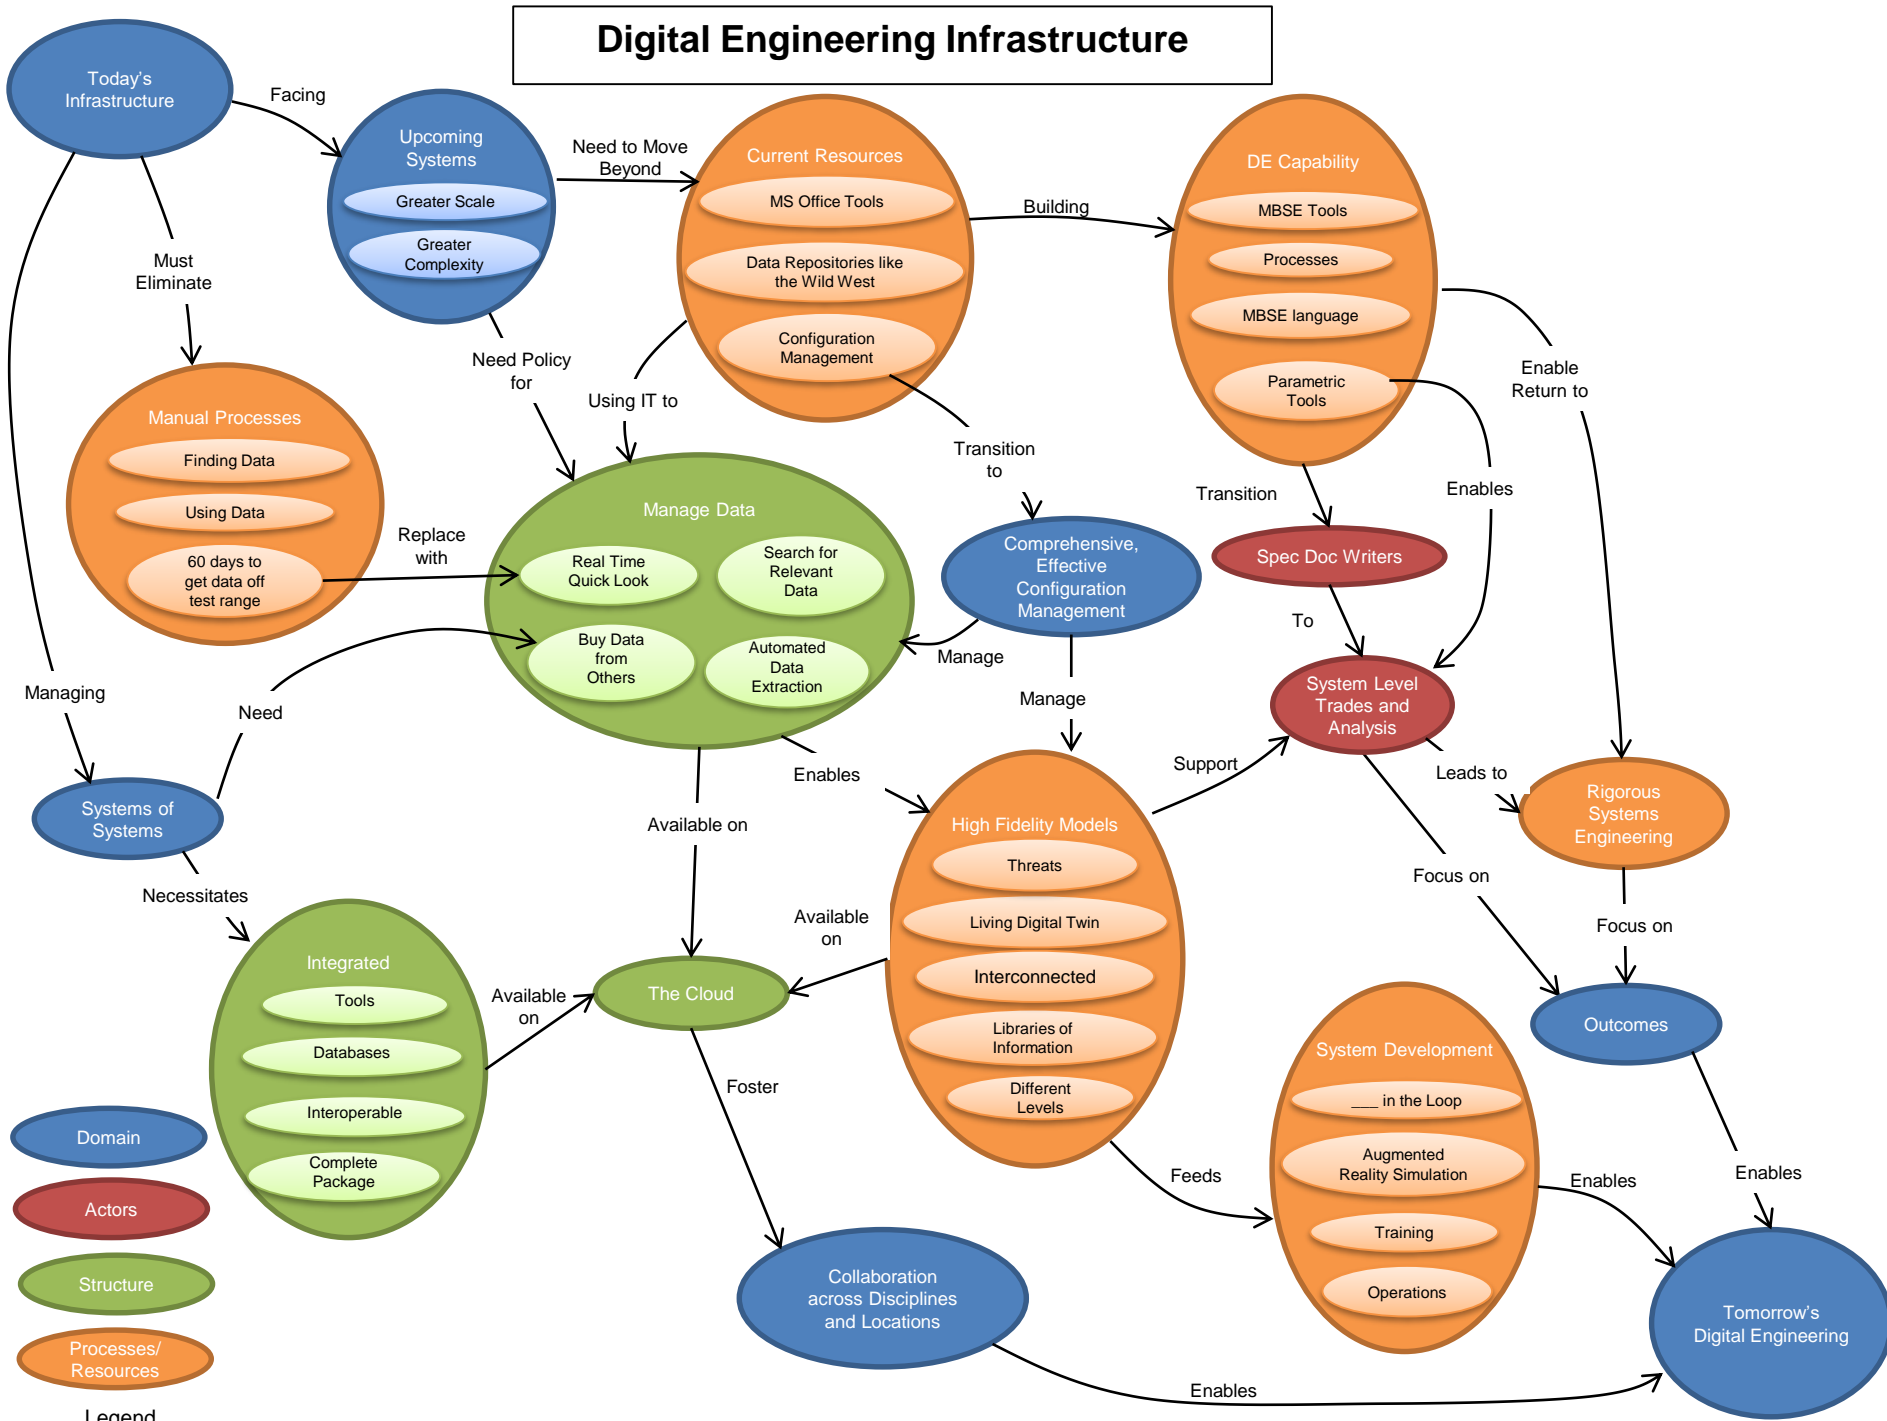 Digital Engineering Infrastructure
Today's
Infrastructure
Facing
Upcoming
Systems
Greater Scale
Greater
Complexity
Need to Move
Beyond
Current Resources
MS Office Tools
Data Repositories like
the Wild West
Configuration
Management
Building
DE Capability
MBSE Tools
Processes
MBSE language
Parametric
Tools
Must
Eliminate
Need Policy
for
Using IT to
Enable
Return to
Manual Processes
Finding Data
Using Data
60 days to
get data off
test range
Replace
with
Manage Data
Real Time
Quick Look
Search for
Relevant
Data
Buy Data
from
Others
Automated
Data
Extraction
Transition
to
Comprehensive,
Effective
Configuration
Management
Manage
Manage
Transition
Enables
Spec Doc Writers
To
System Level
Trades and
Analysis
Managing
Need
Systems of
Systems
Necessitates
Available on
Enables
Support
Leads to
Rigorous
Systems
Engineering
Focus on
Focus on
High Fidelity Models
Threats
Living Digital Twin
Interconnected
Libraries of
Information
Different
Levels
Available
on
Integrated
Tools
Databases
Interoperable
Complete
Package
Available
on
The Cloud
Foster
Outcomes
System Development
___ in the Loop
Augmented
Reality Simulation
Training
Operations
Feeds
Enables
Enables
Collaboration
across Disciplines
and Locations
Enables
Tomorrow's
Digital Engineering
Domain
Actors
Structure
Processes/
Resources
Legend